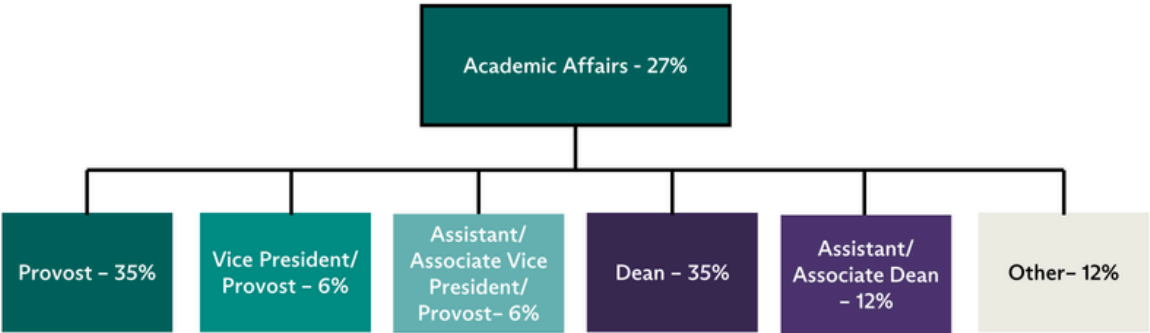 Academic Affairs - 27%
Provost – 35%
Vice President/
Provost – 6%
Assistant/
Associate Vice
President/
Provost– 6%
Dean – 35%
Assistant/
Associate Dean
– 12%
Other– 12%